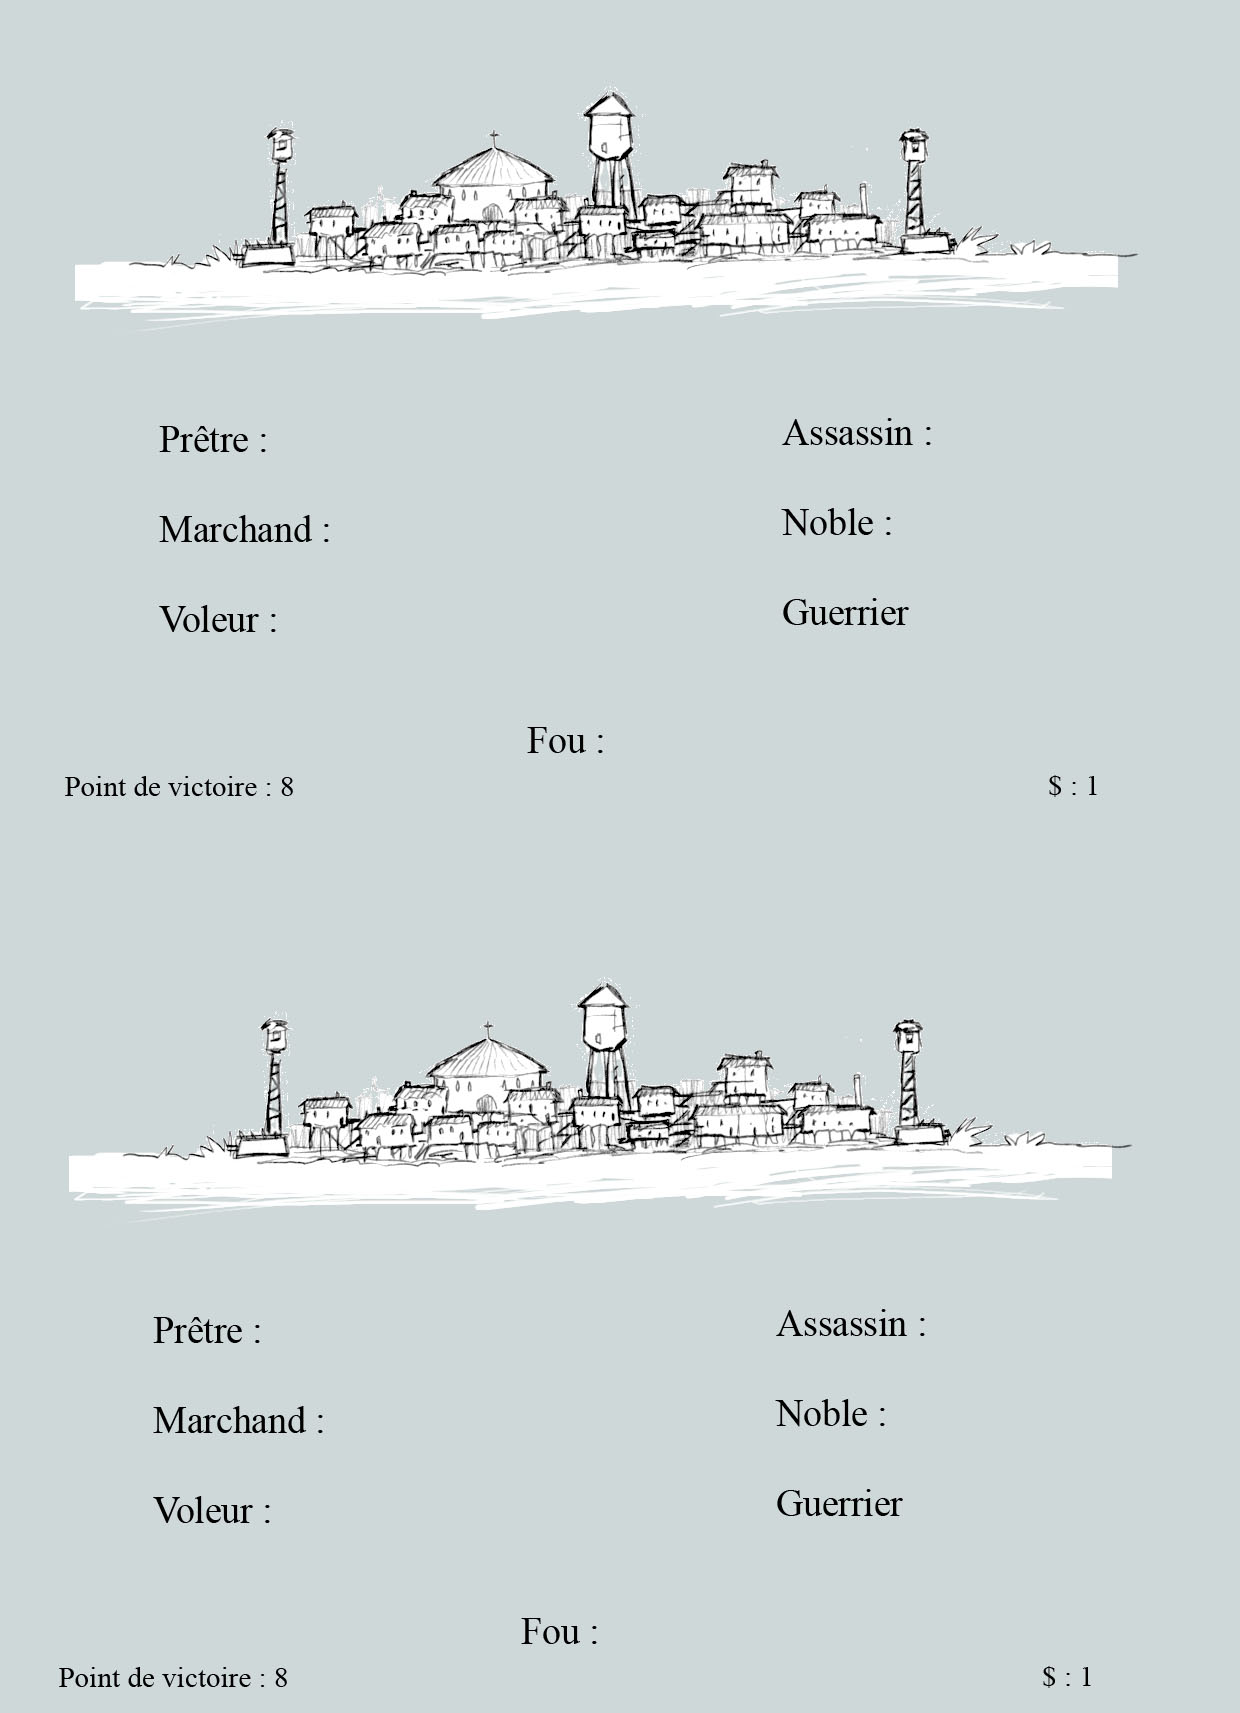 Prêtre :
Assassin :
Marchand :
Noble :
Voleur :
Guerrier
Fou :
Point de victoire : 8
$ : 1
Prêtre :
Assassin :
Marchand :
Noble :
Voleur :
Guerrier
Fou :
Point de victoire : 8
$ : 1